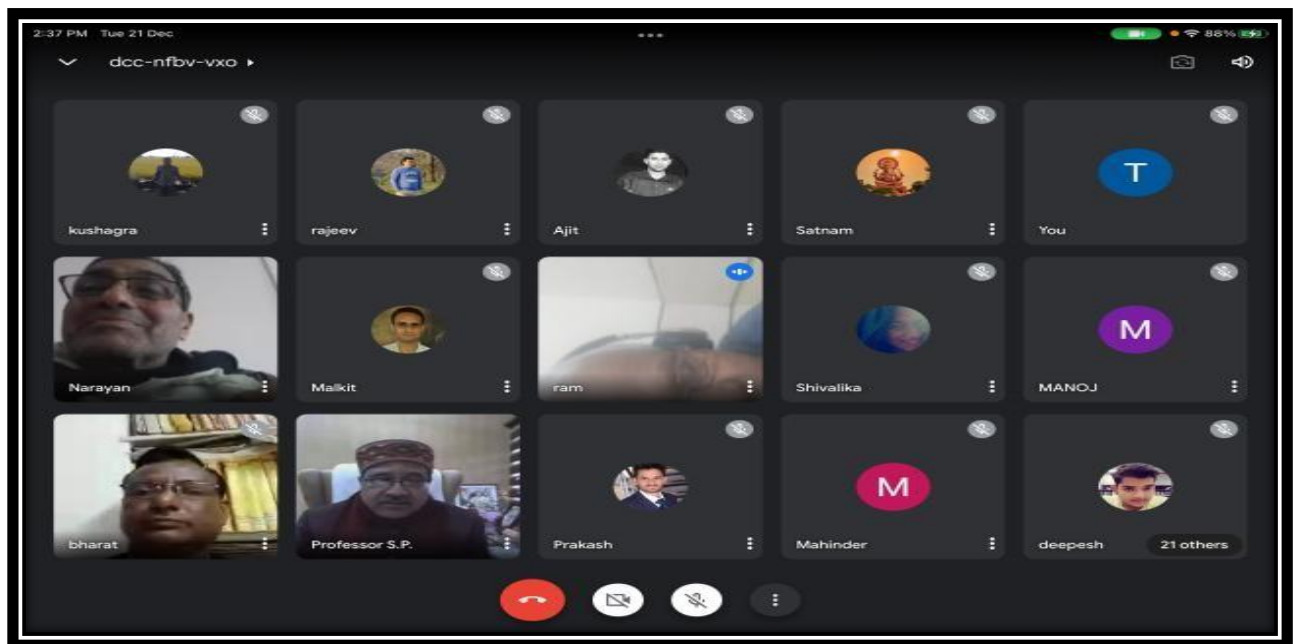 2:37 PM Tue 21 Dec
88%
dcc-nfbv-vxo
T
kushagra
rajeev
Ajit
Satnam
You
M
Narayan
Malkit
ram
Shivalika
MANOJ
M
bharat
Professor S.P.
Prakash
Mahinder
deepesh
21 others